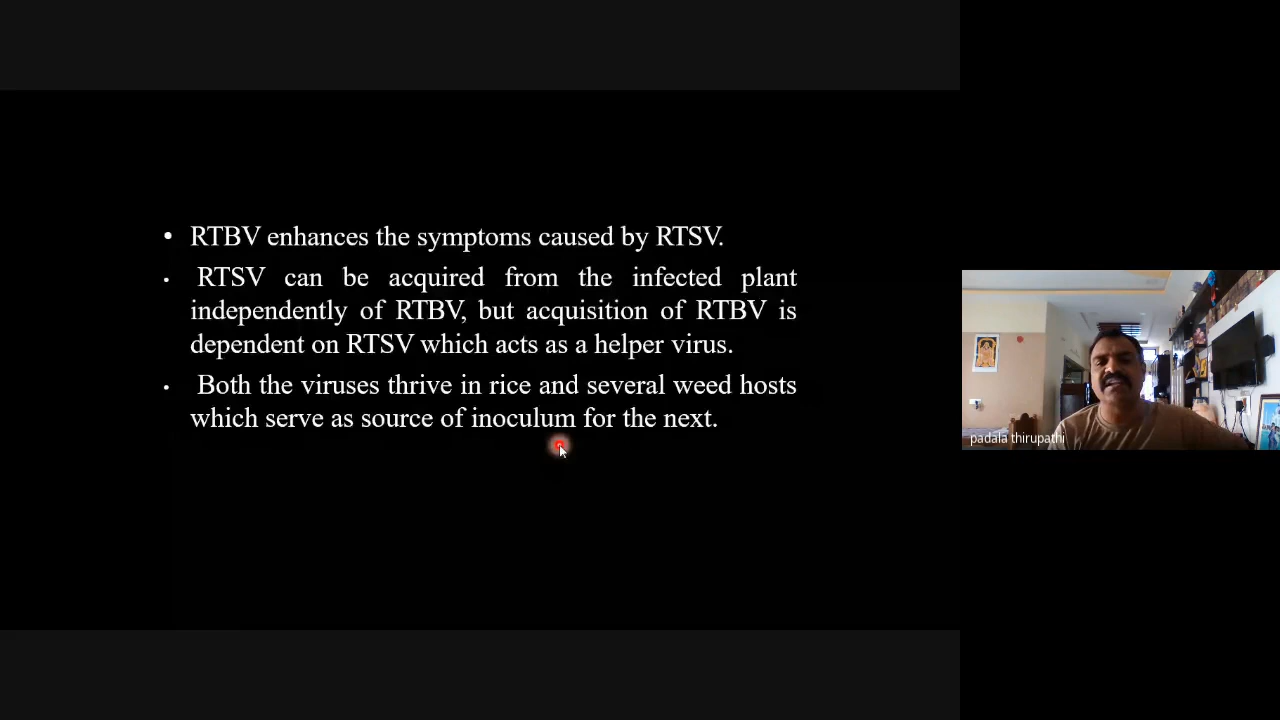 • RTBV enhances the symptoms caused by RTSV.
• RTSV can be acquired from the infected plant
independently of RTBV, but acquisition of RTBV is
dependent on RTSV which acts as a helper virus.
• Both the viruses thrive in rice and several weed hosts
which serve as source of inoculum for the next.
padala thirupathi